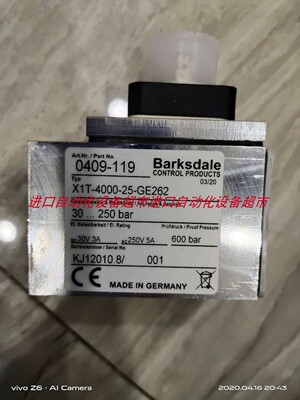 Art.Nr. / Part No.
0409-119
Barksdale
CONTROL PRODUCTS
03/20
Typ
X1T-4000-25-GE262
进口自动化设备超市进口自动化设备超市
30 ... 250 bar
El. Belastbarkeit / El. Rating
Prüfdruck / Proof Pressure
DC 30V 3A
AC 250V 5A
600 bar
Seriennummer / Serial No.
KJ12010.8/ 001
CE
MADE IN GERMANY
vivo Z6 · AI Camera
2020.04.16 20:43